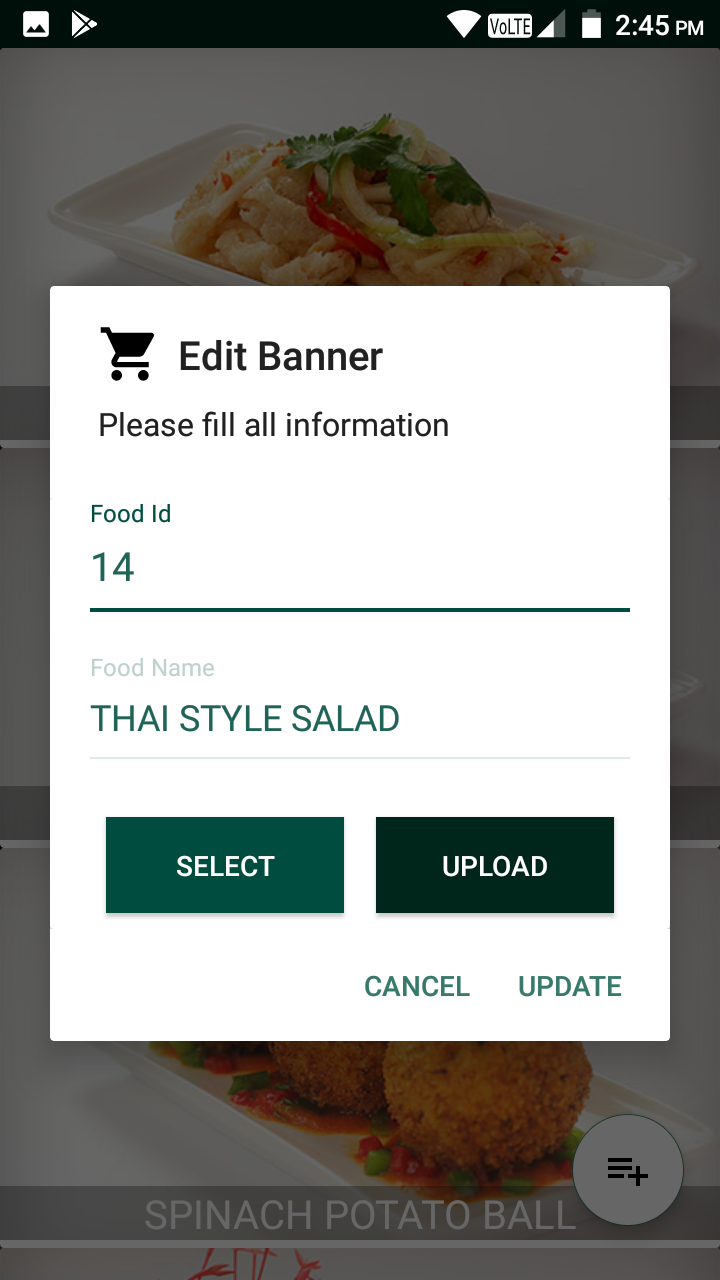 VoLTE 2:45 PM
Edit Banner
Please fill all information
Food Id
14
Food Name
THAI STYLE SALAD
SELECT UPLOAD
CANCEL UPDATE
SPINACH POTATO BALL